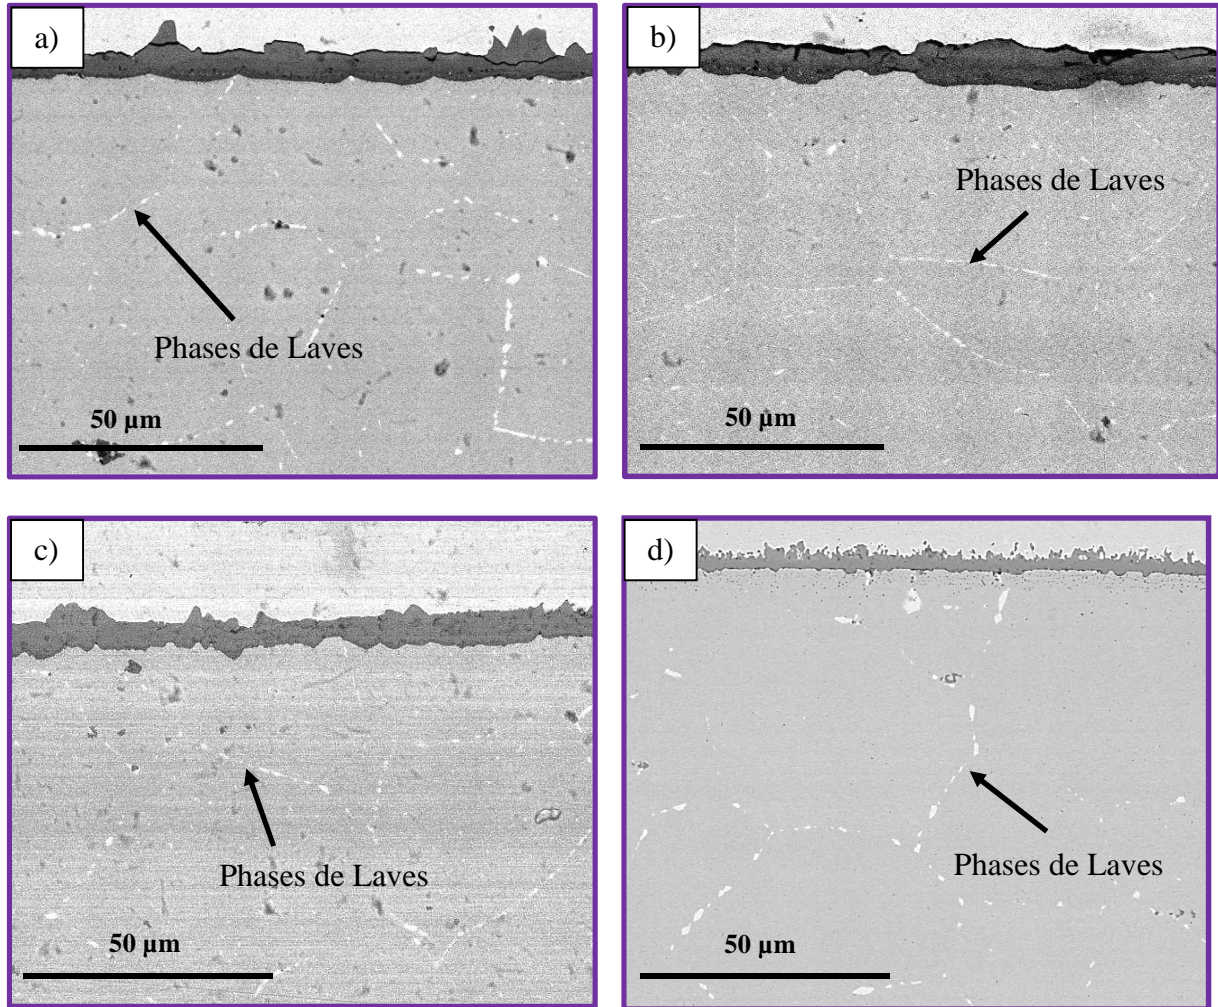 a)
Phases de Laves
50 µm
b)
Phases de Laves
50 µm
c)
Phases de Laves
50 µm
d)
Phases de Laves
50 µm